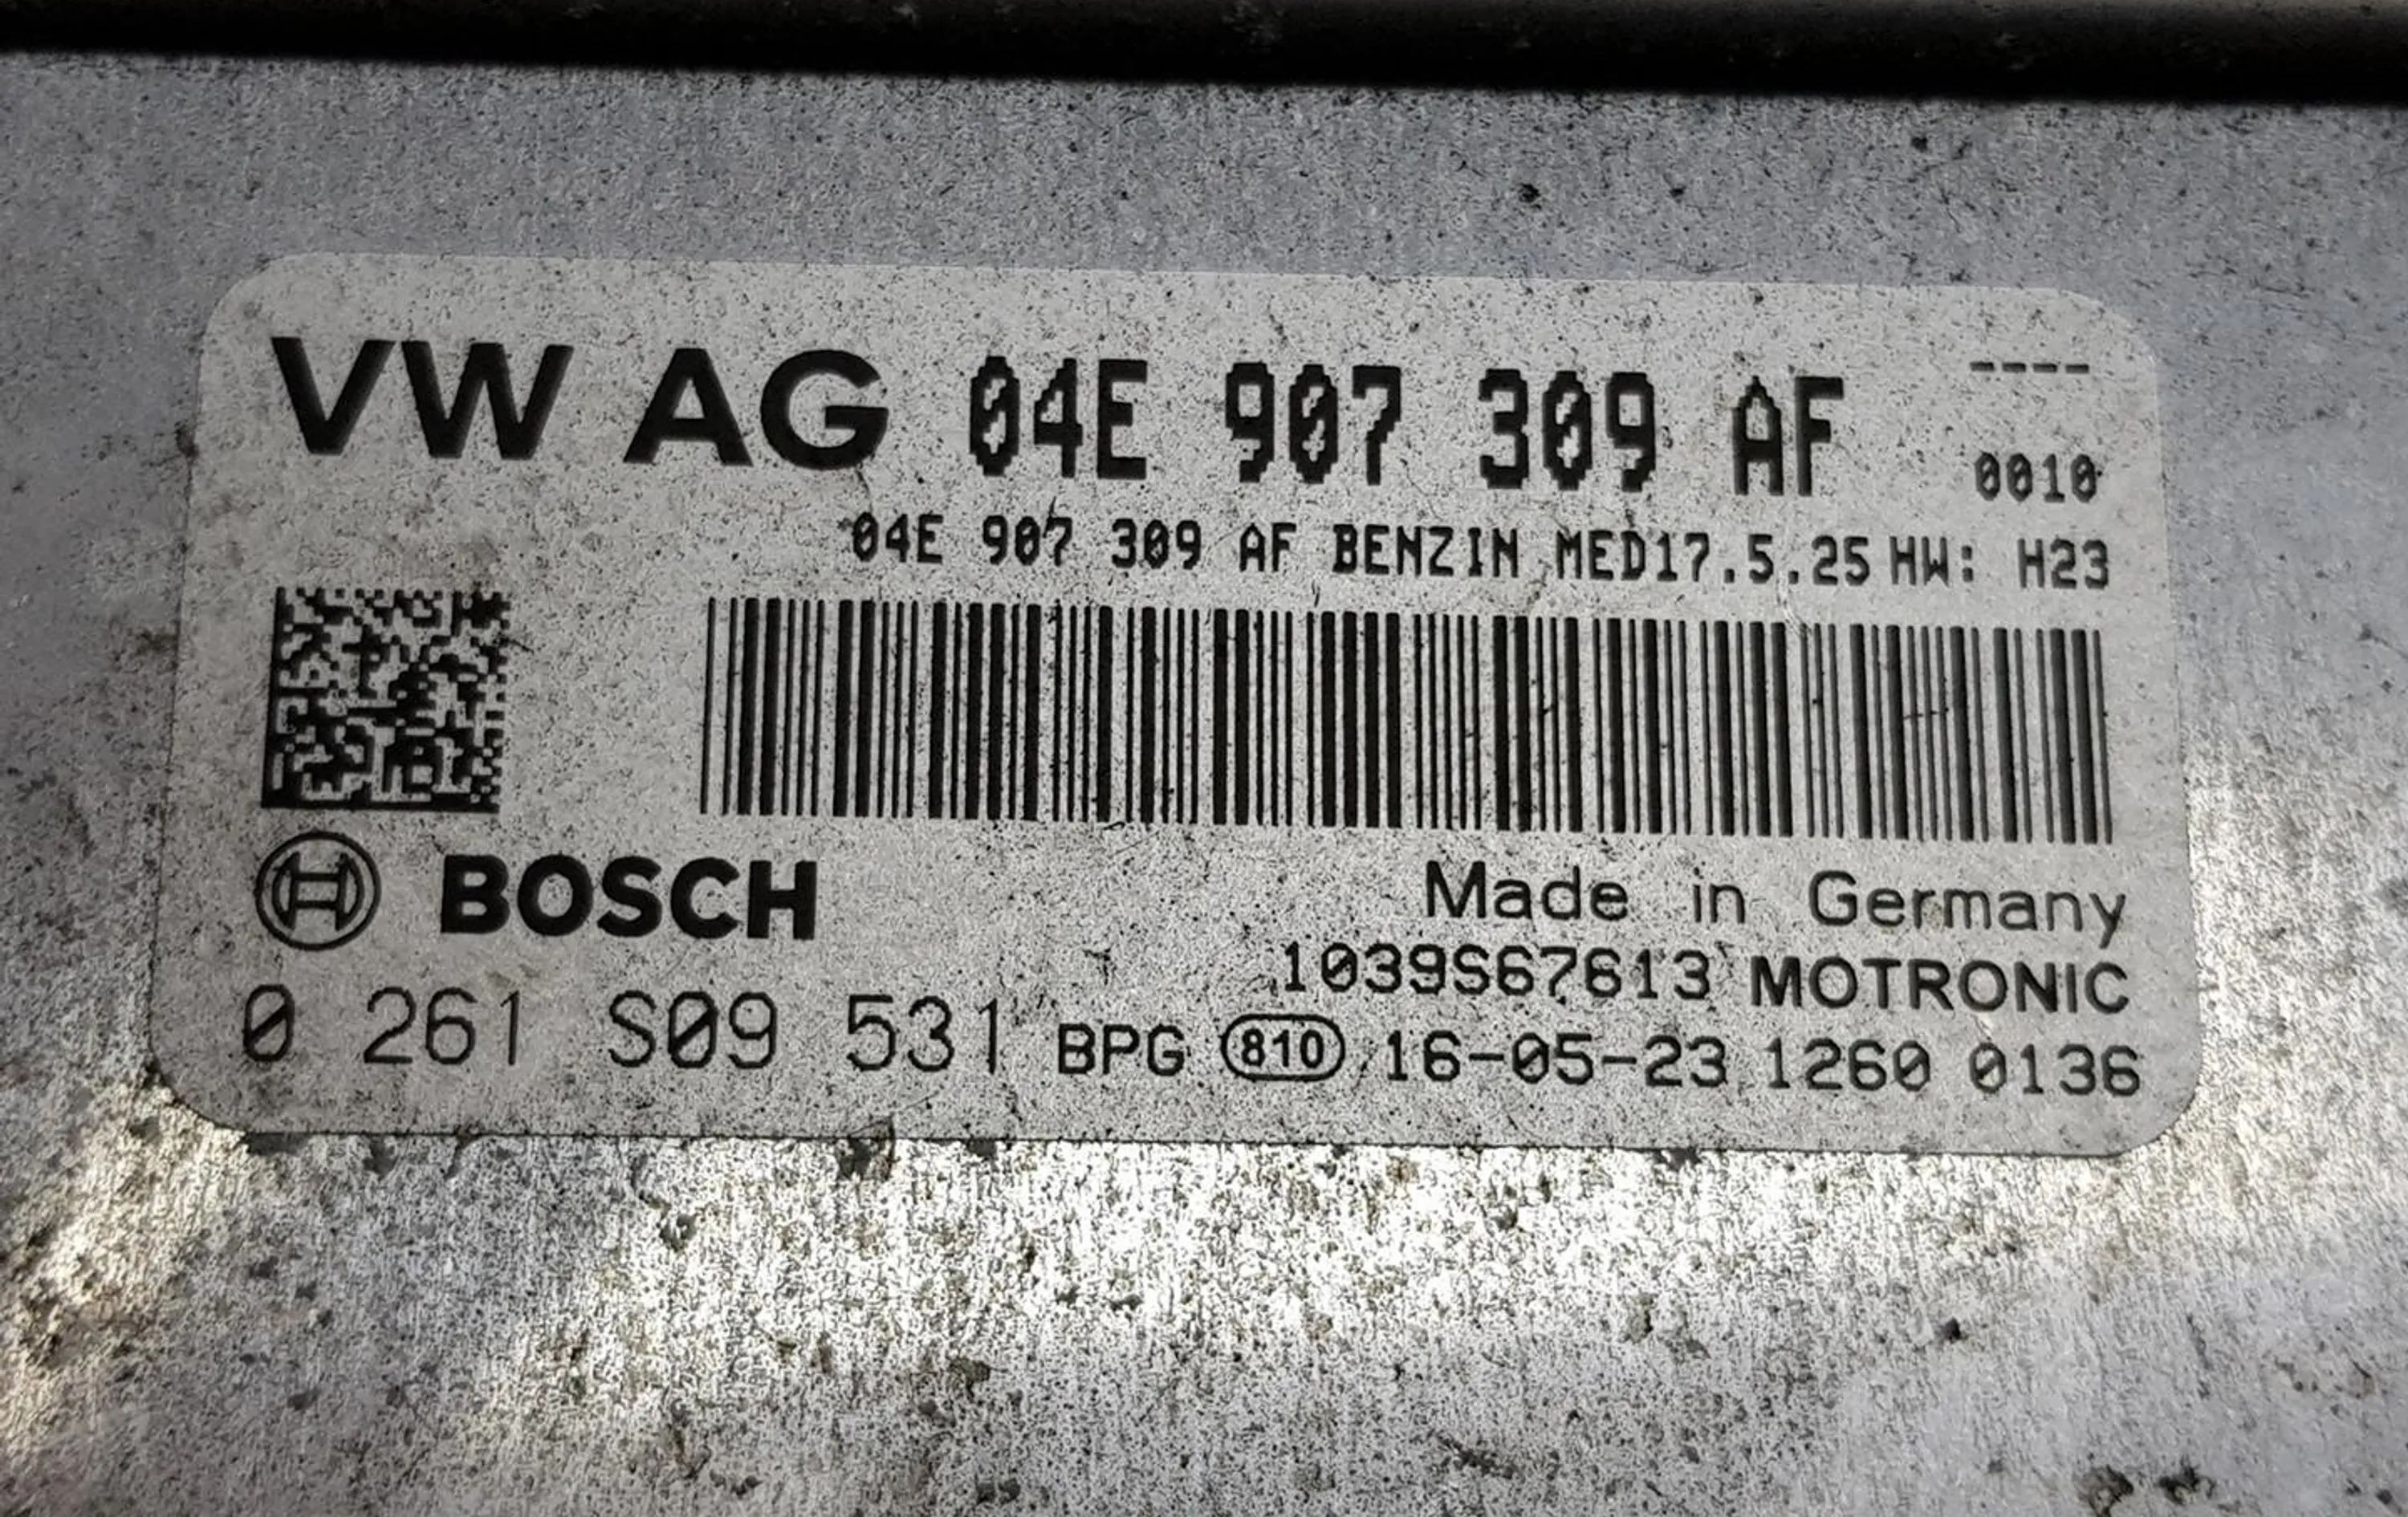 VW AG 04E 907 309 AF ----
0010
04E 907 309 AF BENZIN MED17.5.25 HW: H23
BOSCH
Made in Germany
1039S67613 MOTRONIC
0 261 S09 531 BPG 810 16-05-23 1260 0136